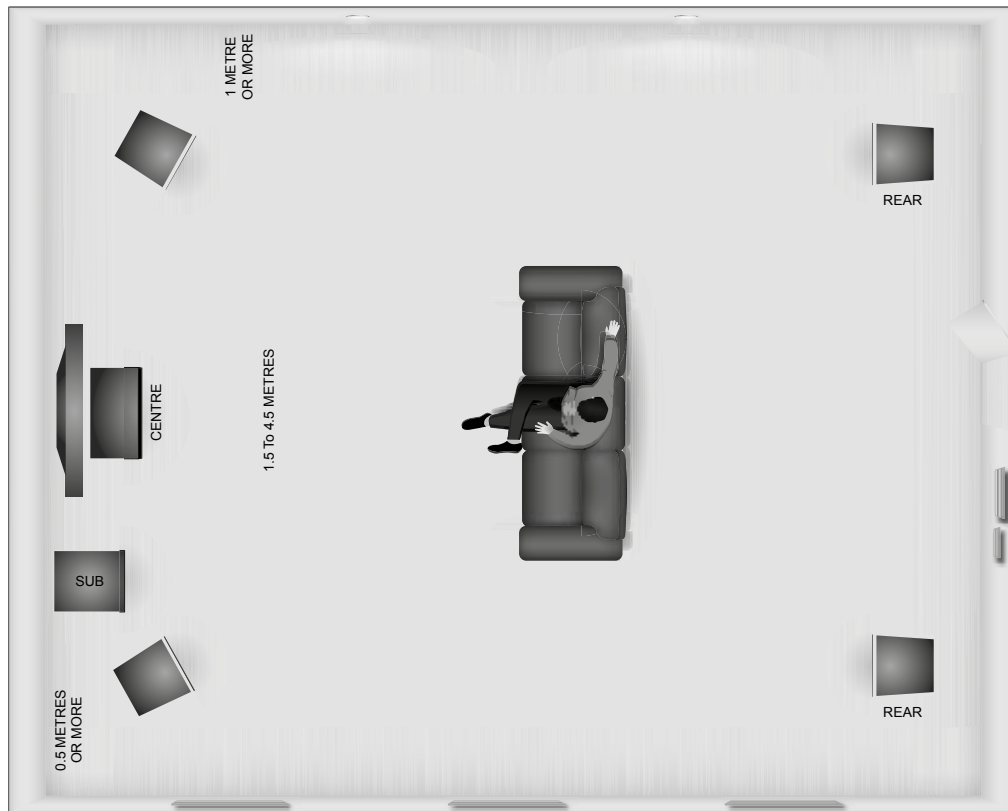 1 METRE
OR MORE
REAR
CENTRE
1.5 To 4.5 METRES
SUB
0.5 METRES
OR MORE
REAR